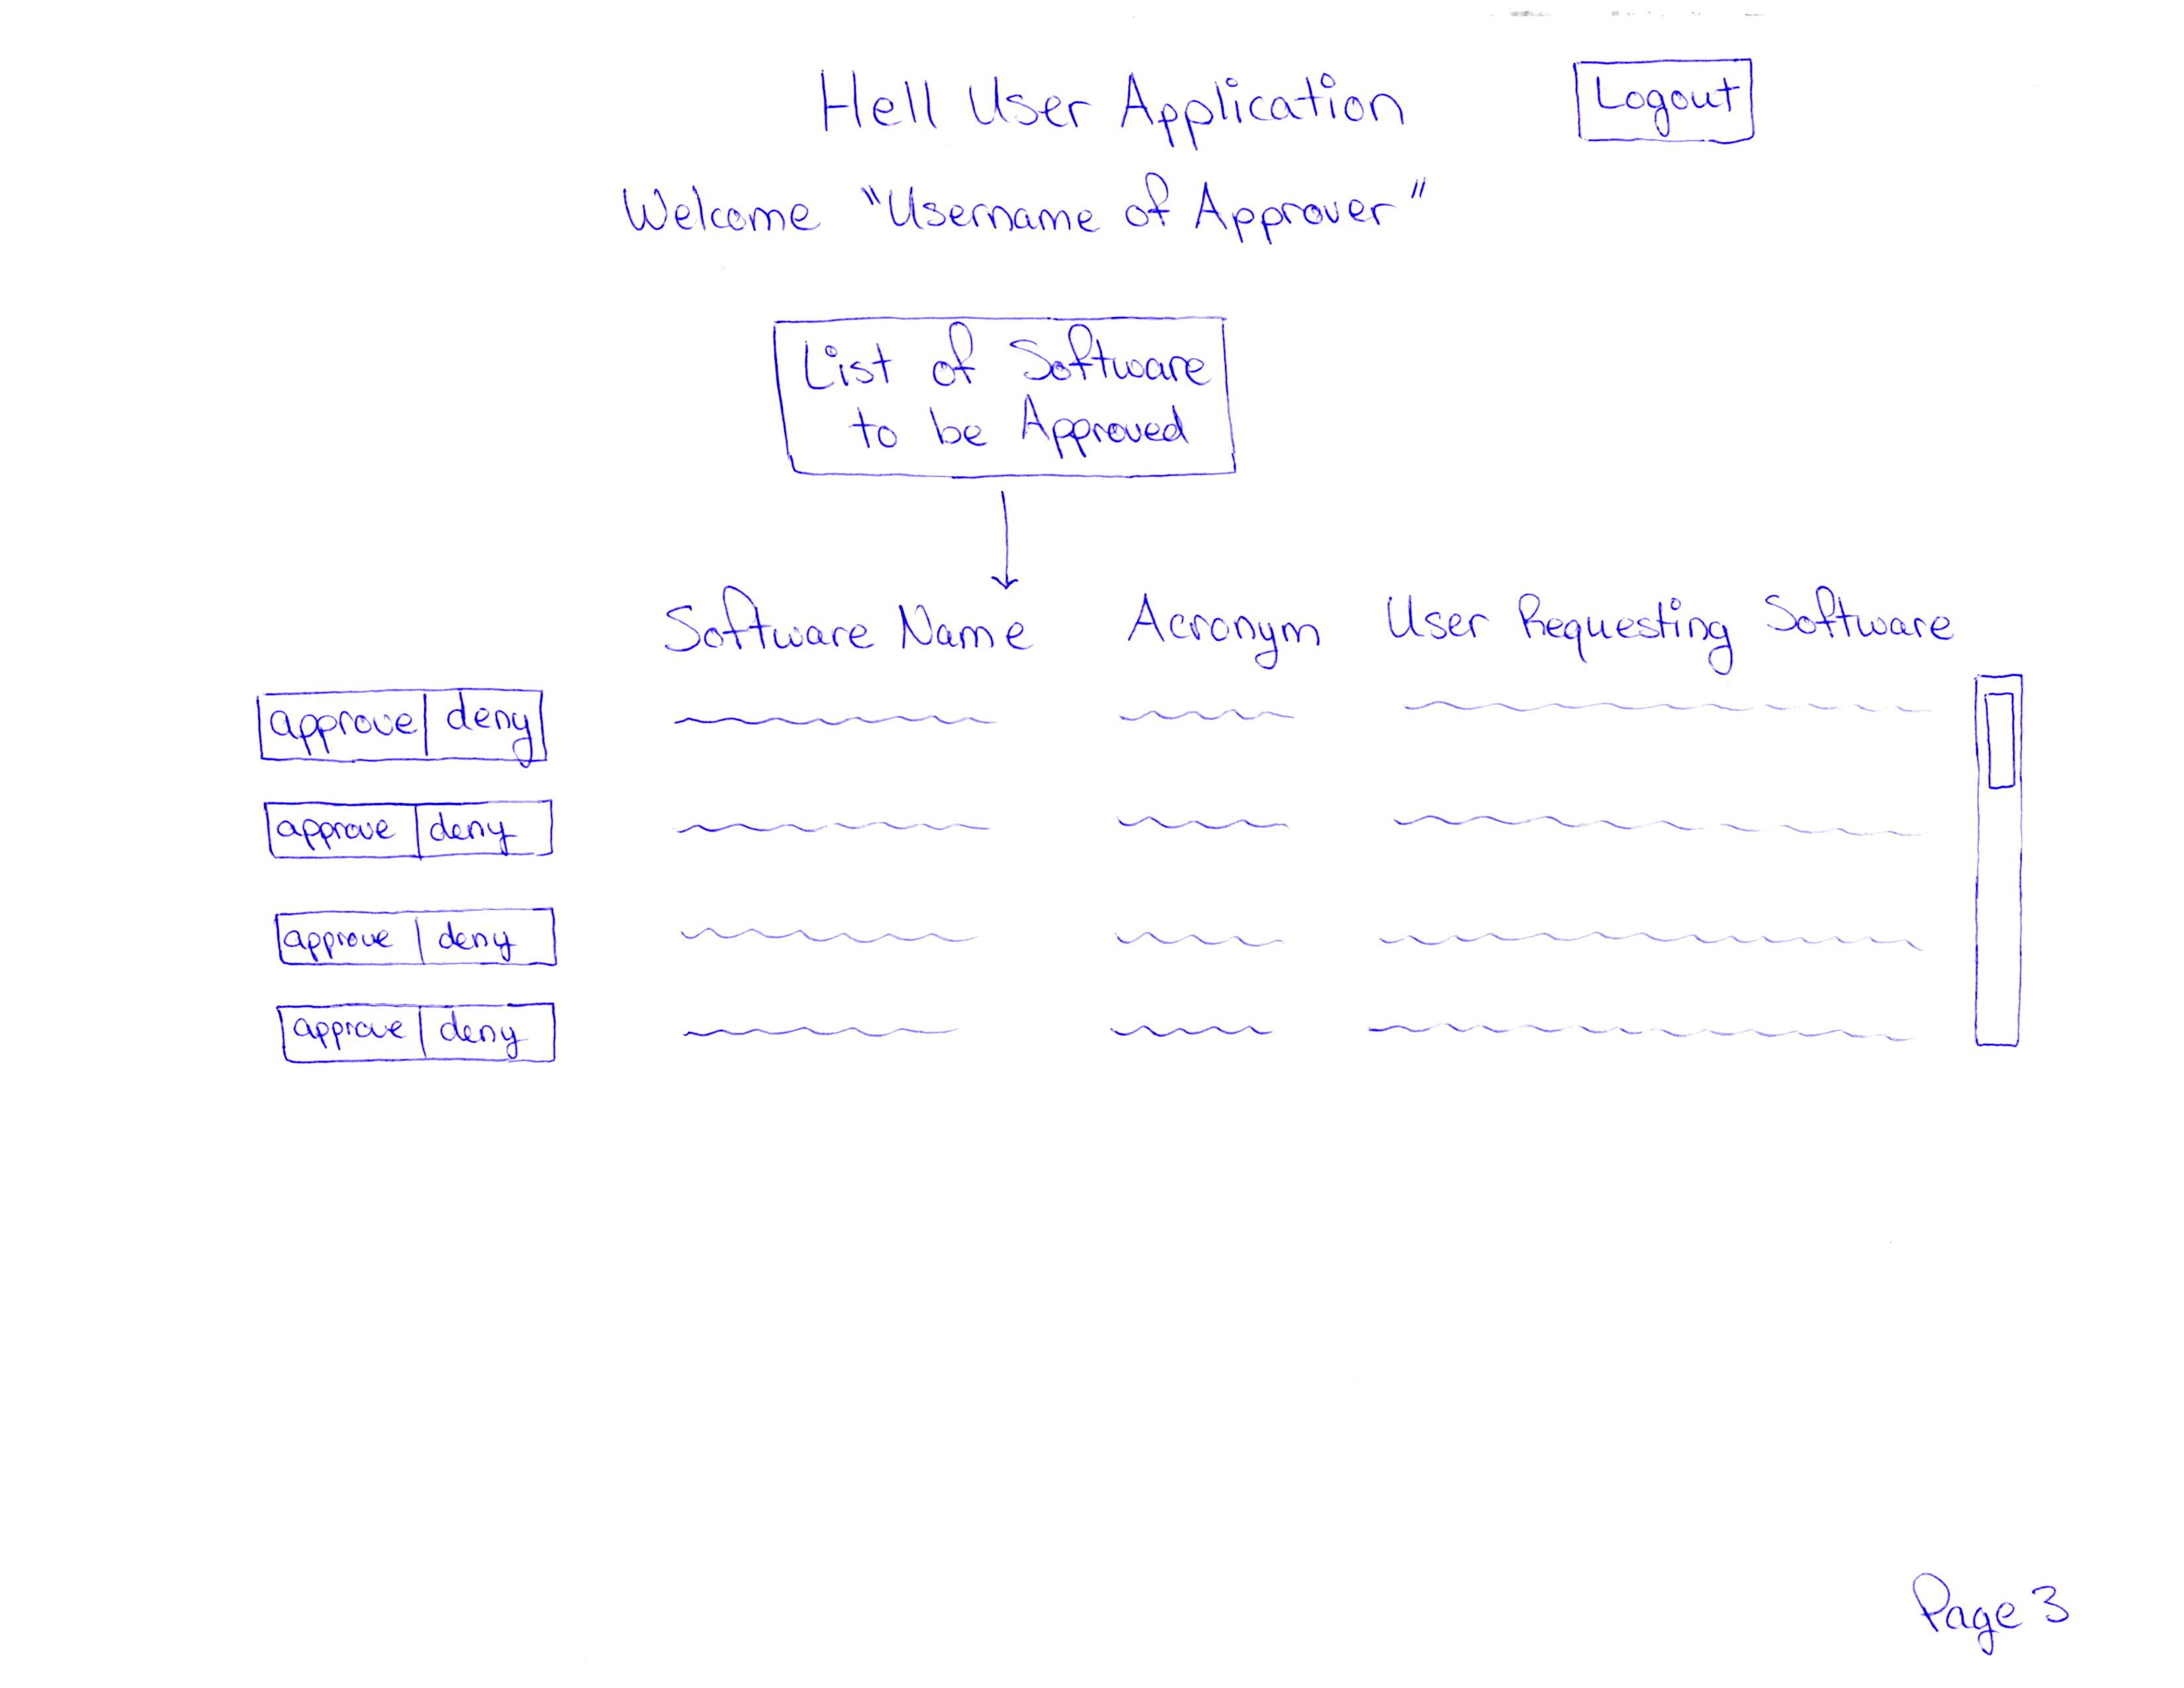 Hell User Application
Logout
Welcome "Username of Approver"
List of Software
to be Approved
Software Name Acronym User Requesting Software
approve deny
approve deny
approve deny
approve deny
Page 3